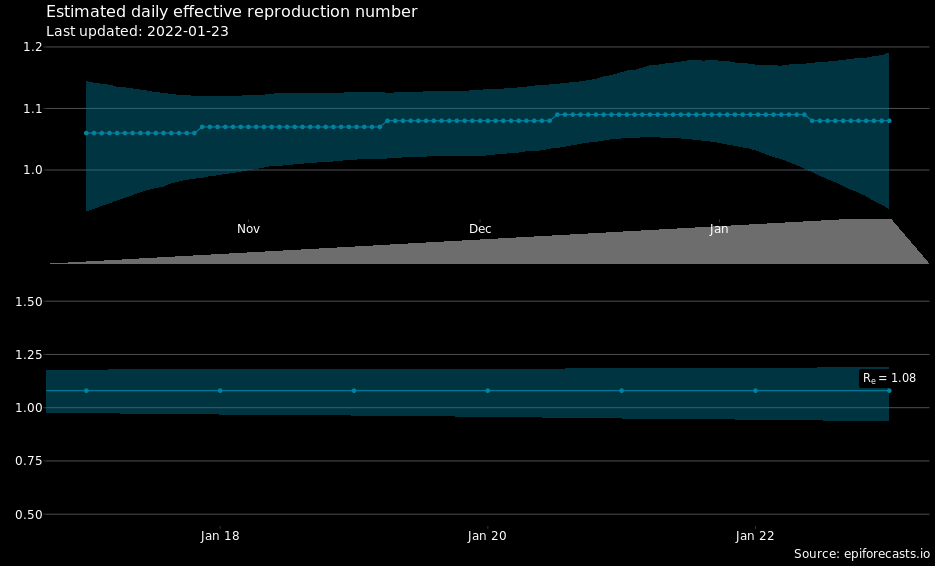 Estimated daily effective reproduction number
Last updated: 2022-01-23
1.2
1.1
1.0
Nov Dec Jan
1.50
1.25
Rₑ = 1.08
1.00
0.75
0.50
Jan 18 Jan 20 Jan 22
Source: epiforecasts.io